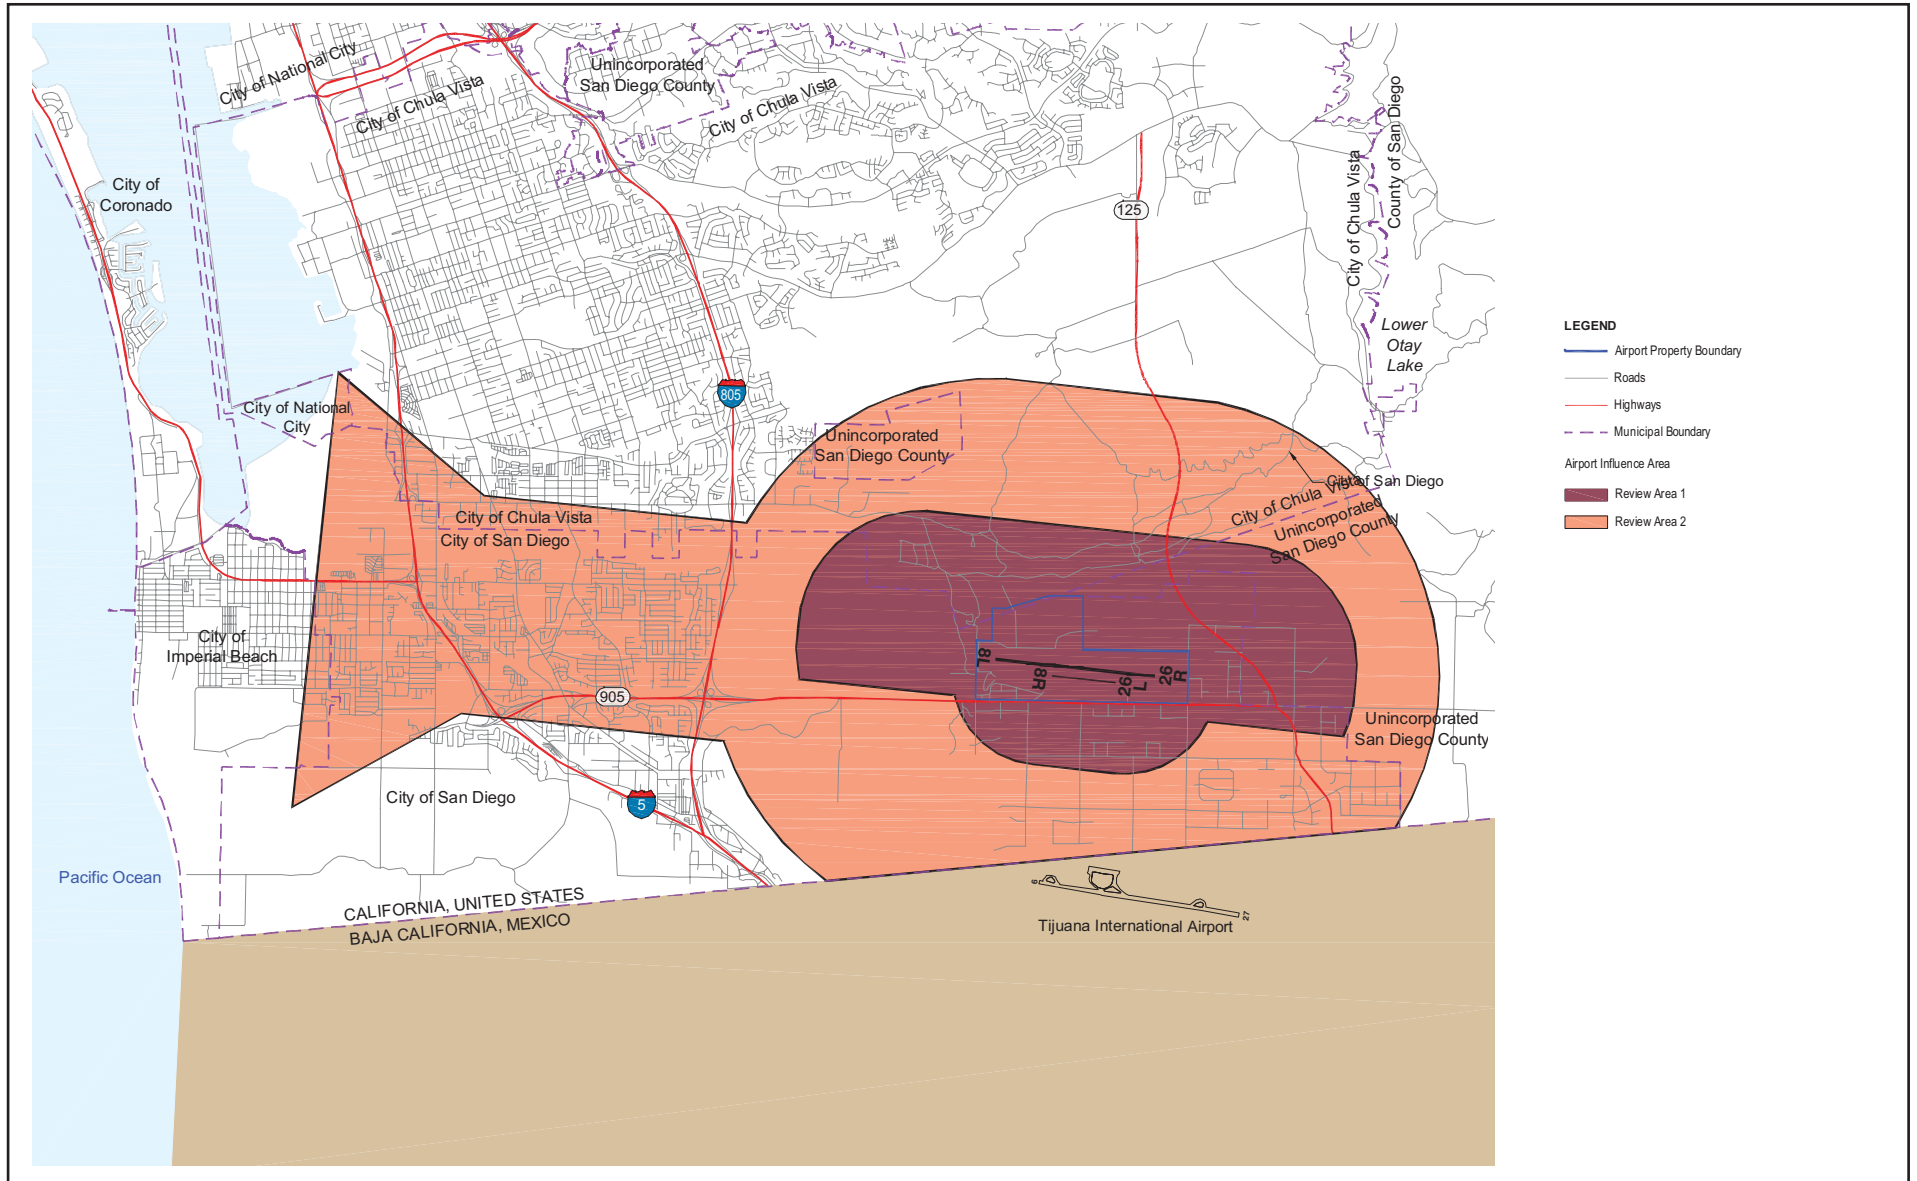 City of National City
City of Chula Vista
Unincorporated
San Diego County
City of Chula Vista
City of
Coronado
125
City of Chula Vista
County of San Diego
Lower
Otay
Lake
805
City of National
City
Unincorporated
San Diego County
City of San Diego
City of Chula Vista
Unincorporated
San Diego County
City of Chula Vista
City of San Diego
City of
Imperial Beach
8L
8R
26
L
26
R
905
Unincorporated
San Diego County
City of San Diego
5
Pacific Ocean
CALIFORNIA, UNITED STATES
BAJA CALIFORNIA, MEXICO
9
27
Tijuana International Airport
LEGEND
Airport Property Boundary
Roads
Highways
Municipal Boundary
Airport Influence Area
Review Area 1
Review Area 2